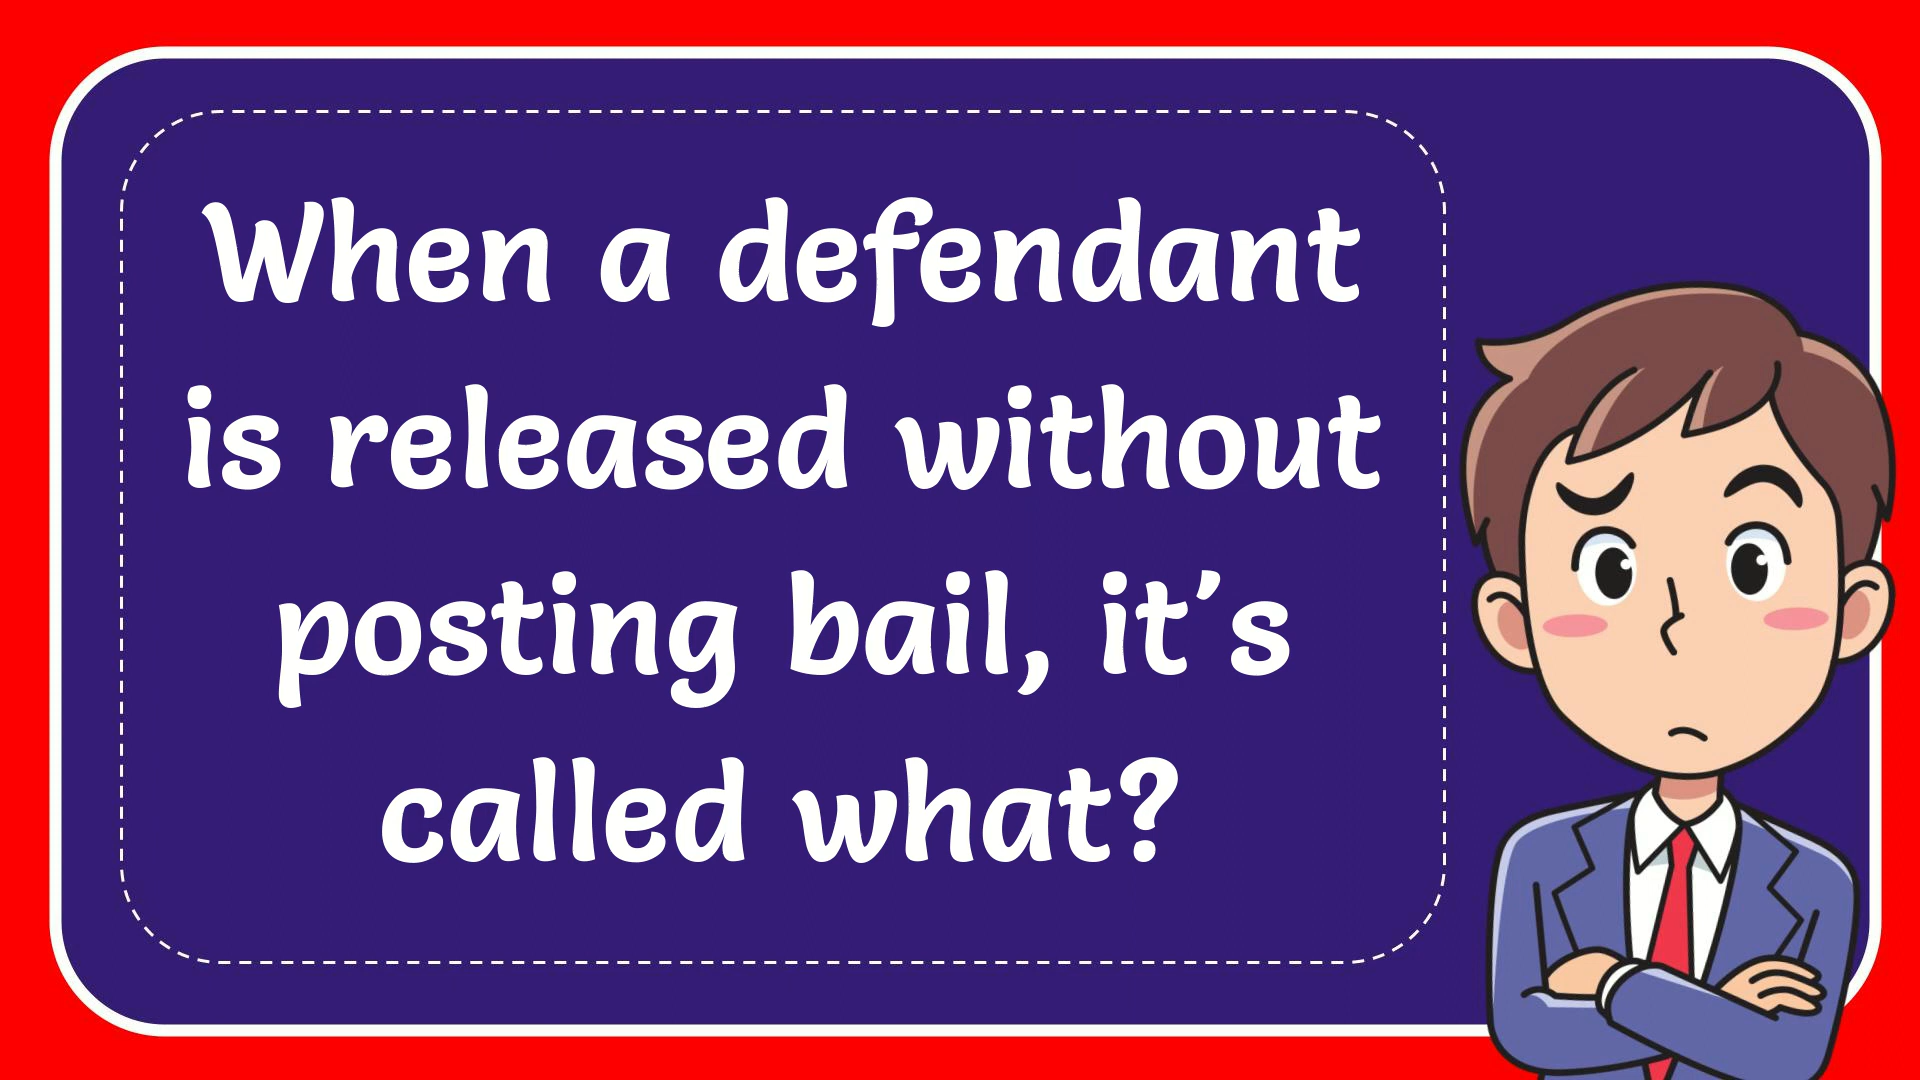 When a defendant
is released without
posting bail, it's
called what?